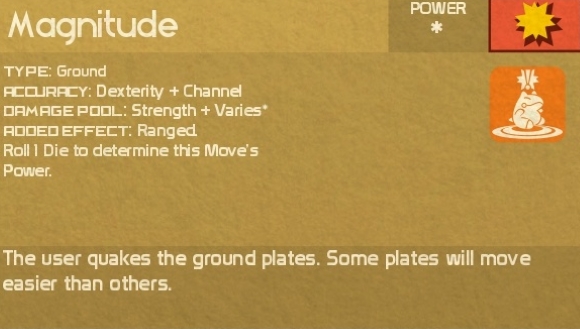 Magnitude
POWER
*
TYPE: Ground
ACCURACY: Dexterity + Channel
DAMAGE POOL: Strength + Varies*
ADDED EFFECT: Ranged.
Roll 1 Die to determine this Move's
Power.
The user quakes the ground plates. Some plates will move
easier than others.